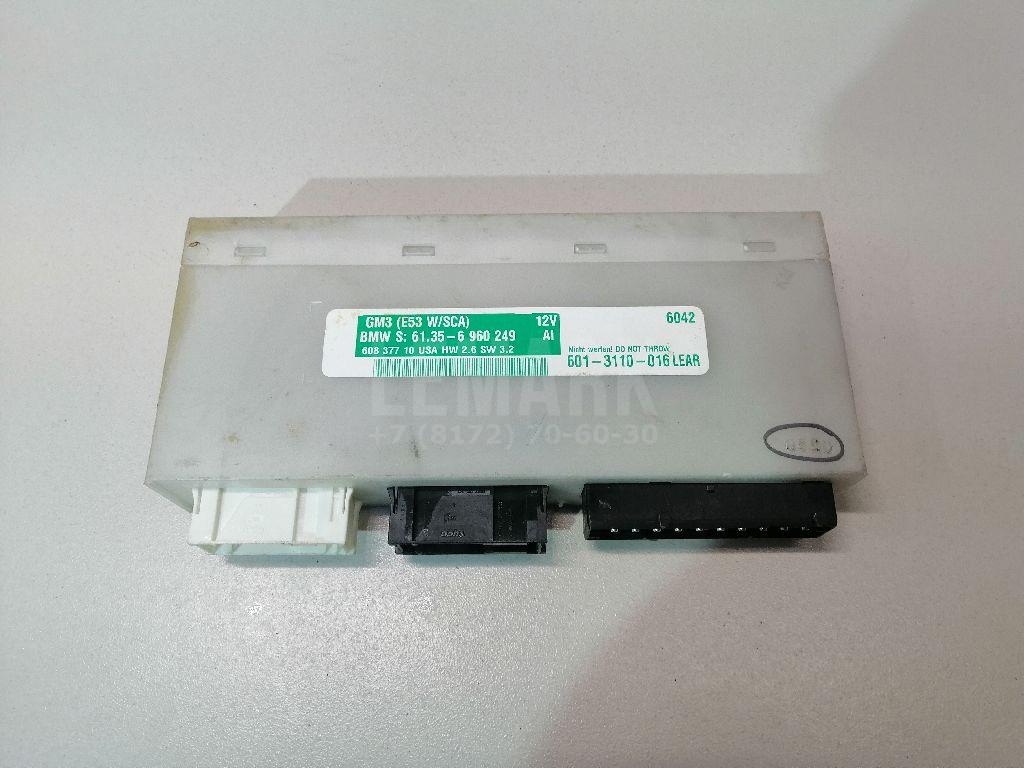 GM3 (E53 W/SCA) 12V
BMW S: 61.35-6 960 249 AI
608 377 10 USA HW 2.6 SW 3.2
6042
Nicht werfen! DO NOT THROW
601-3110-016 LEAR
LEMARK
+7 (8172) 70-60-30